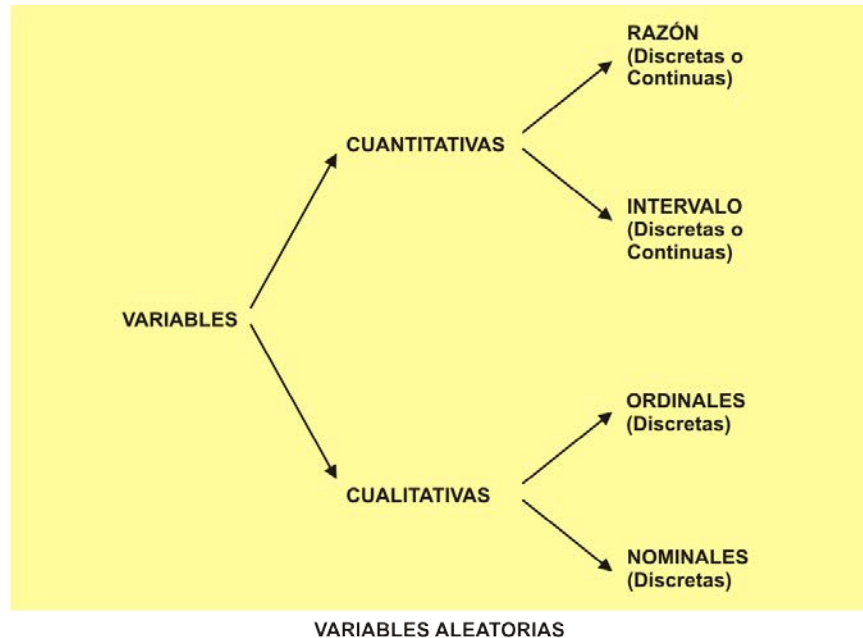 RAZÓN
(Discretas o
Continuas)
CUANTITATIVAS
INTERVALO
(Discretas o
Continuas)
VARIABLES
ORDINALES
(Discretas)
CUALITATIVAS
NOMINALES
(Discretas)
VARIABLES ALEATORIAS